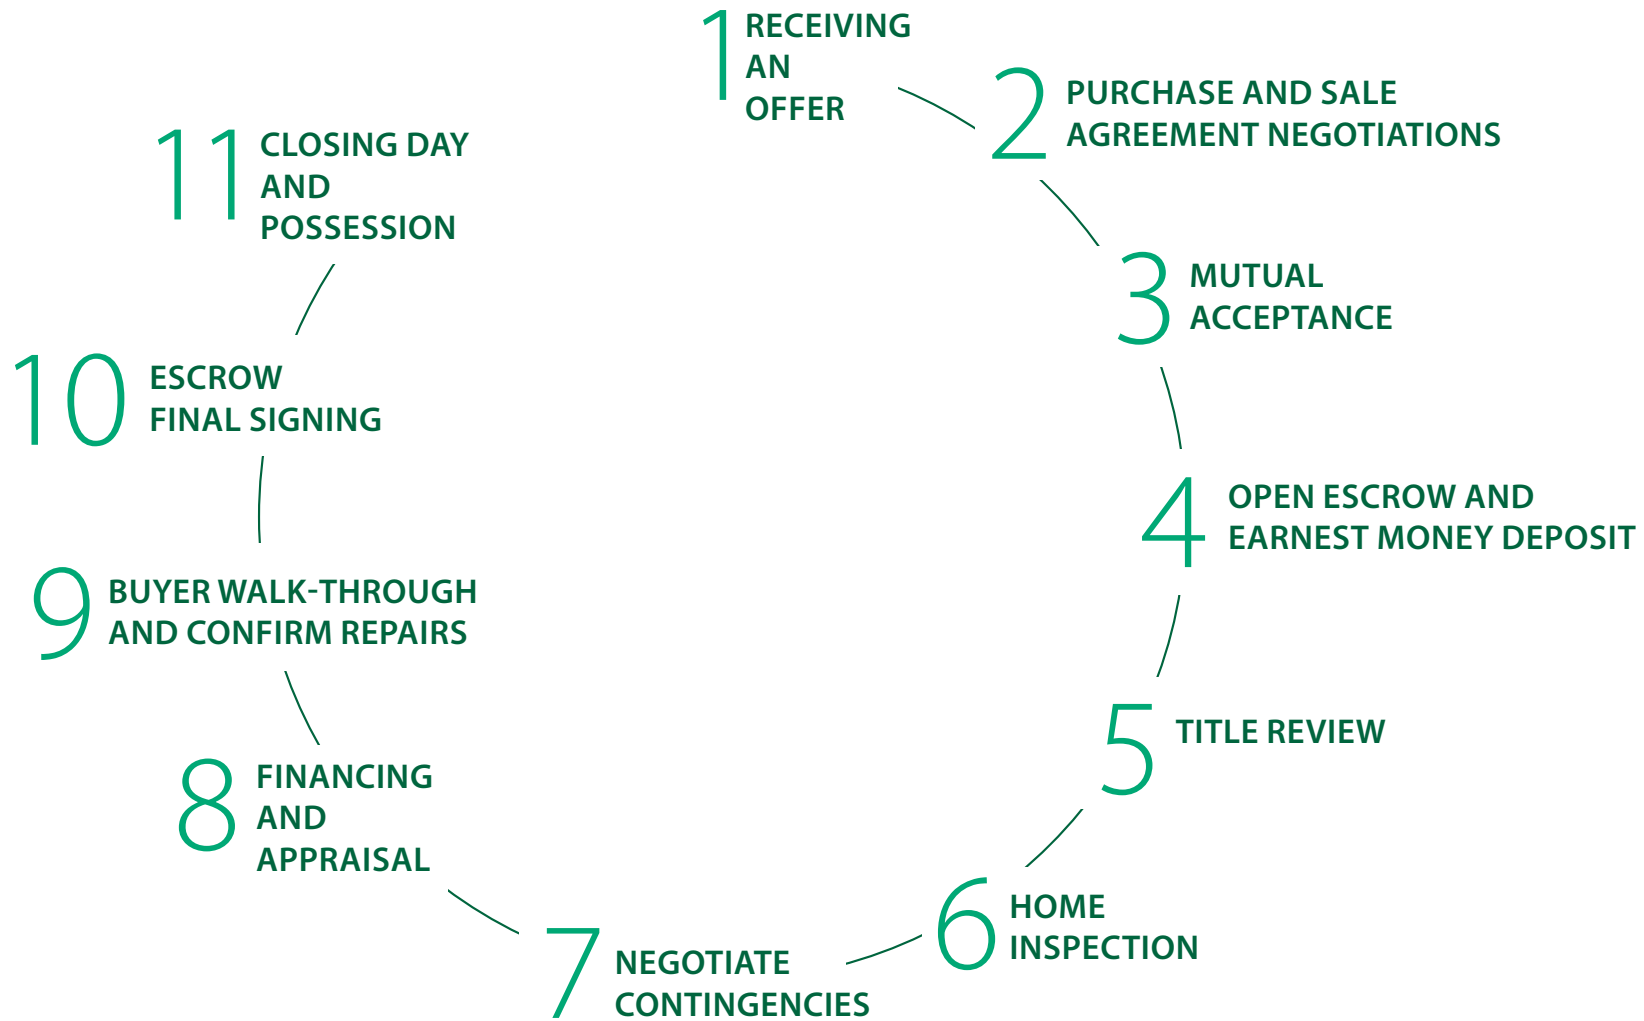 1 RECEIVING
AN
OFFER
2 PURCHASE AND SALE
AGREEMENT NEGOTIATIONS
3 MUTUAL
ACCEPTANCE
4 OPEN ESCROW AND
EARNEST MONEY DEPOSIT
5 TITLE REVIEW
6 HOME
INSPECTION
7 NEGOTIATE
CONTINGENCIES
8 FINANCING
AND
APPRAISAL
9 BUYER WALK-THROUGH
AND CONFIRM REPAIRS
10 ESCROW
FINAL SIGNING
11 CLOSING DAY
AND
POSSESSION